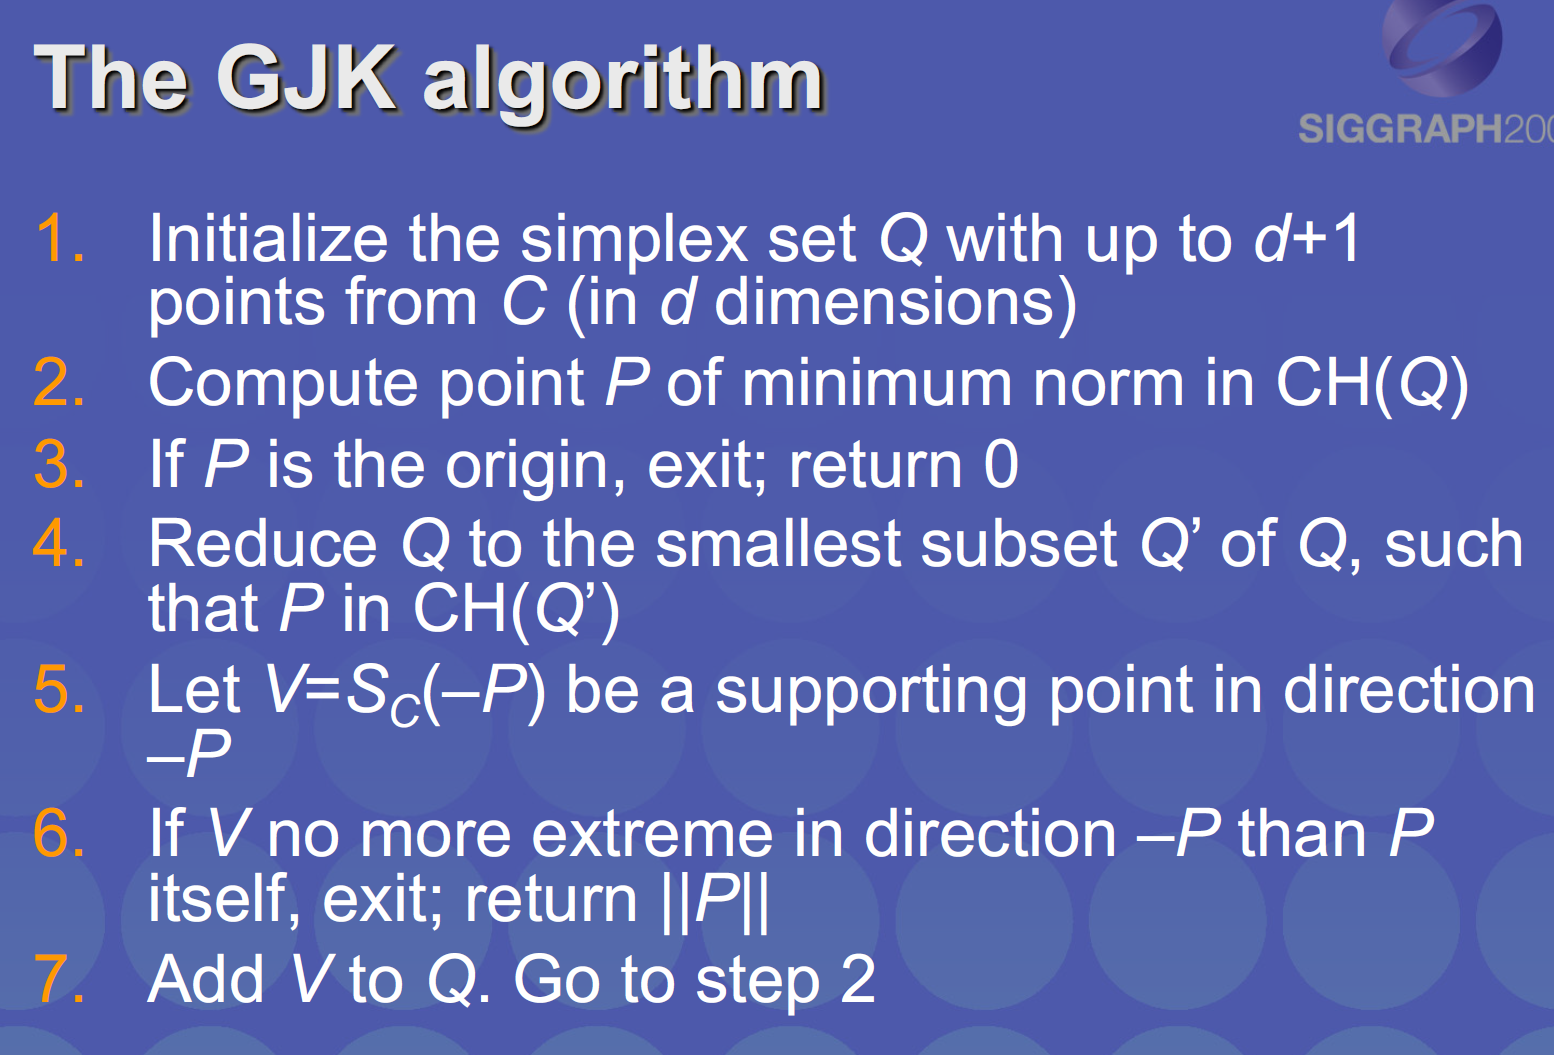 The GJK algorithm
SIGGRAPH200
1. Initialize the simplex set Q with up to d+1
points from C (in d dimensions)
2. Compute point P of minimum norm in CH(Q)
3. If P is the origin, exit; return 0
4. Reduce Q to the smallest subset Q’ of Q, such
that P in CH(Q’)
5. Let V=SC(–P) be a supporting point in direction
–P
6. If V no more extreme in direction –P than P
itself, exit; return ||P||
7. Add V to Q. Go to step 2